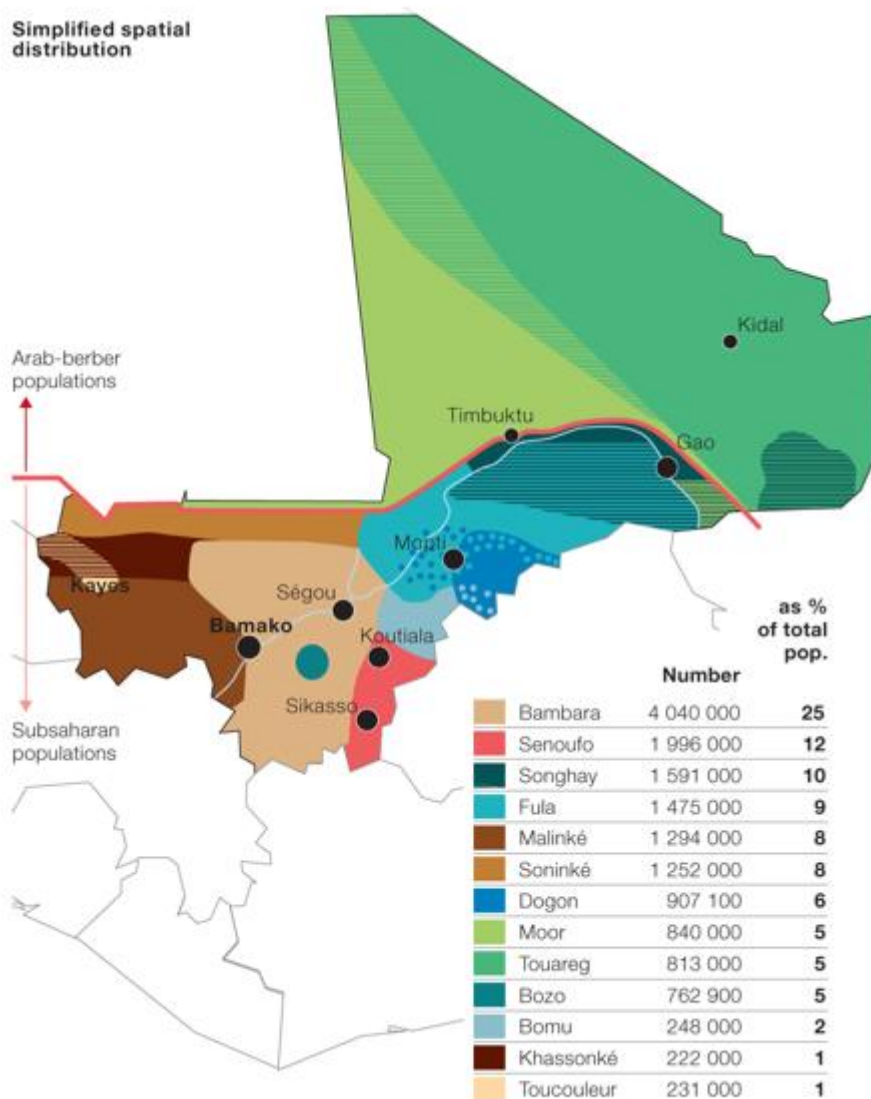 Simplified spatial
distribution
Kidal
Arab-berber
populations
Timbuktu
Gao
Mopti
Kayes
Ségou
Bamako
Koutiala
Sikasso
Subsaharan
populations
as %
of total
pop.
Number
Bambara 4 040 000 25
Senoufo 1 996 000 12
Songhay 1 591 000 10
Fula 1 475 000 9
Malinké 1 294 000 8
Soninké 1 252 000 8
Dogon 907 100 6
Moor 840 000 5
Touareg 813 000 5
Bozo 762 900 5
Bomu 248 000 2
Khassonké 222 000 1
Toucouleur 231 000 1